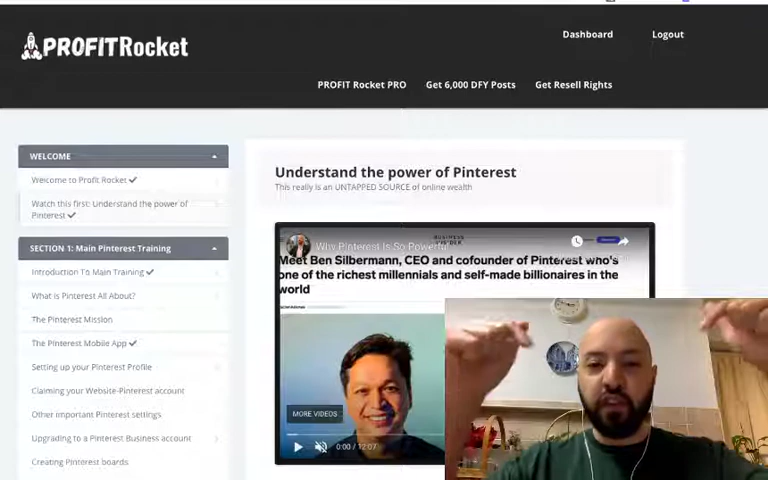 PROFITRocket
Dashboard
Logout
PROFIT Rocket PRO
Get 6,000 DFY Posts
Get Resell Rights
WELCOME
Welcome to Profit Rocket
Watch this first: Understand the power of
Pinterest
SECTION 1: Main Pinterest Training
Introduction To Main Training
What is Pinterest All About?
The Pinterest Mission
The Pinterest Mobile App
Setting up your Pinterest Profile
Claiming your Website-Pinterest account
Other important Pinterest settings
Upgrading to a Pinterest Business account
Creating Pinterest boards
Understand the power of Pinterest
This really is an UNTAPPED SOURCE of online wealth
Why Pinterest Is So Powerful
BUSINESS
INSIDER
Meet Ben Silbermann, CEO and cofounder of Pinterest who's
one of the richest millennials and self-made billionaires in the
world
MORE VIDEOS
0:00 / 12:07